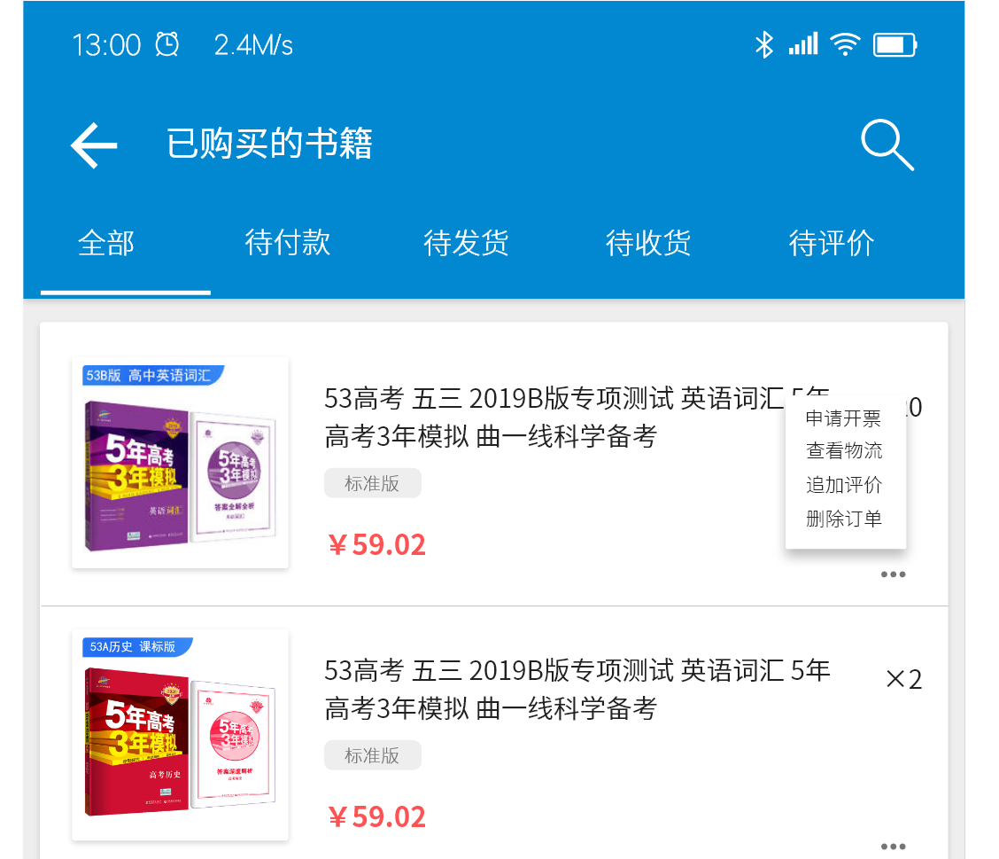 13:00 2.4M/s
已购买的书籍
全部 待付款 待发货 待收货 待评价
53B版 高中英语词汇
5年高考
3年模拟
英语词汇
5年高考
3年模拟
答案全解全析
53高考 五三 2019B版专项测试 英语词汇 5年
高考3年模拟 曲一线科学备考
标准版
￥59.02
0
申请开票
查看物流
追加评价
删除订单
53A历史 课标版
5年高考
3年模拟
高考历史
5年高考
3年模拟
答案深度解析
53高考 五三 2019B版专项测试 英语词汇 5年
高考3年模拟 曲一线科学备考
×2
标准版
￥59.02